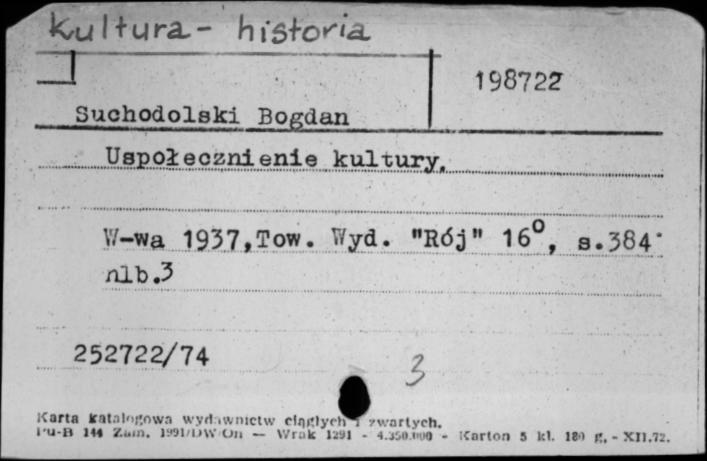 Kultura - historia
198722
Suchodolski Bogdan
Uspołecznienie kultury.
W-wa 1937,Tow. Wyd. "Rój" 16°, s.384
nlb.3
252722/74
3
Karta katalogowa wydawnictw ciągłych i zwartych.
Pu-B 144 Zam. 1991/DW/On — Wrak 1291 - 4.350.000 - Karton 5 kl. 180 g. - XII.72.